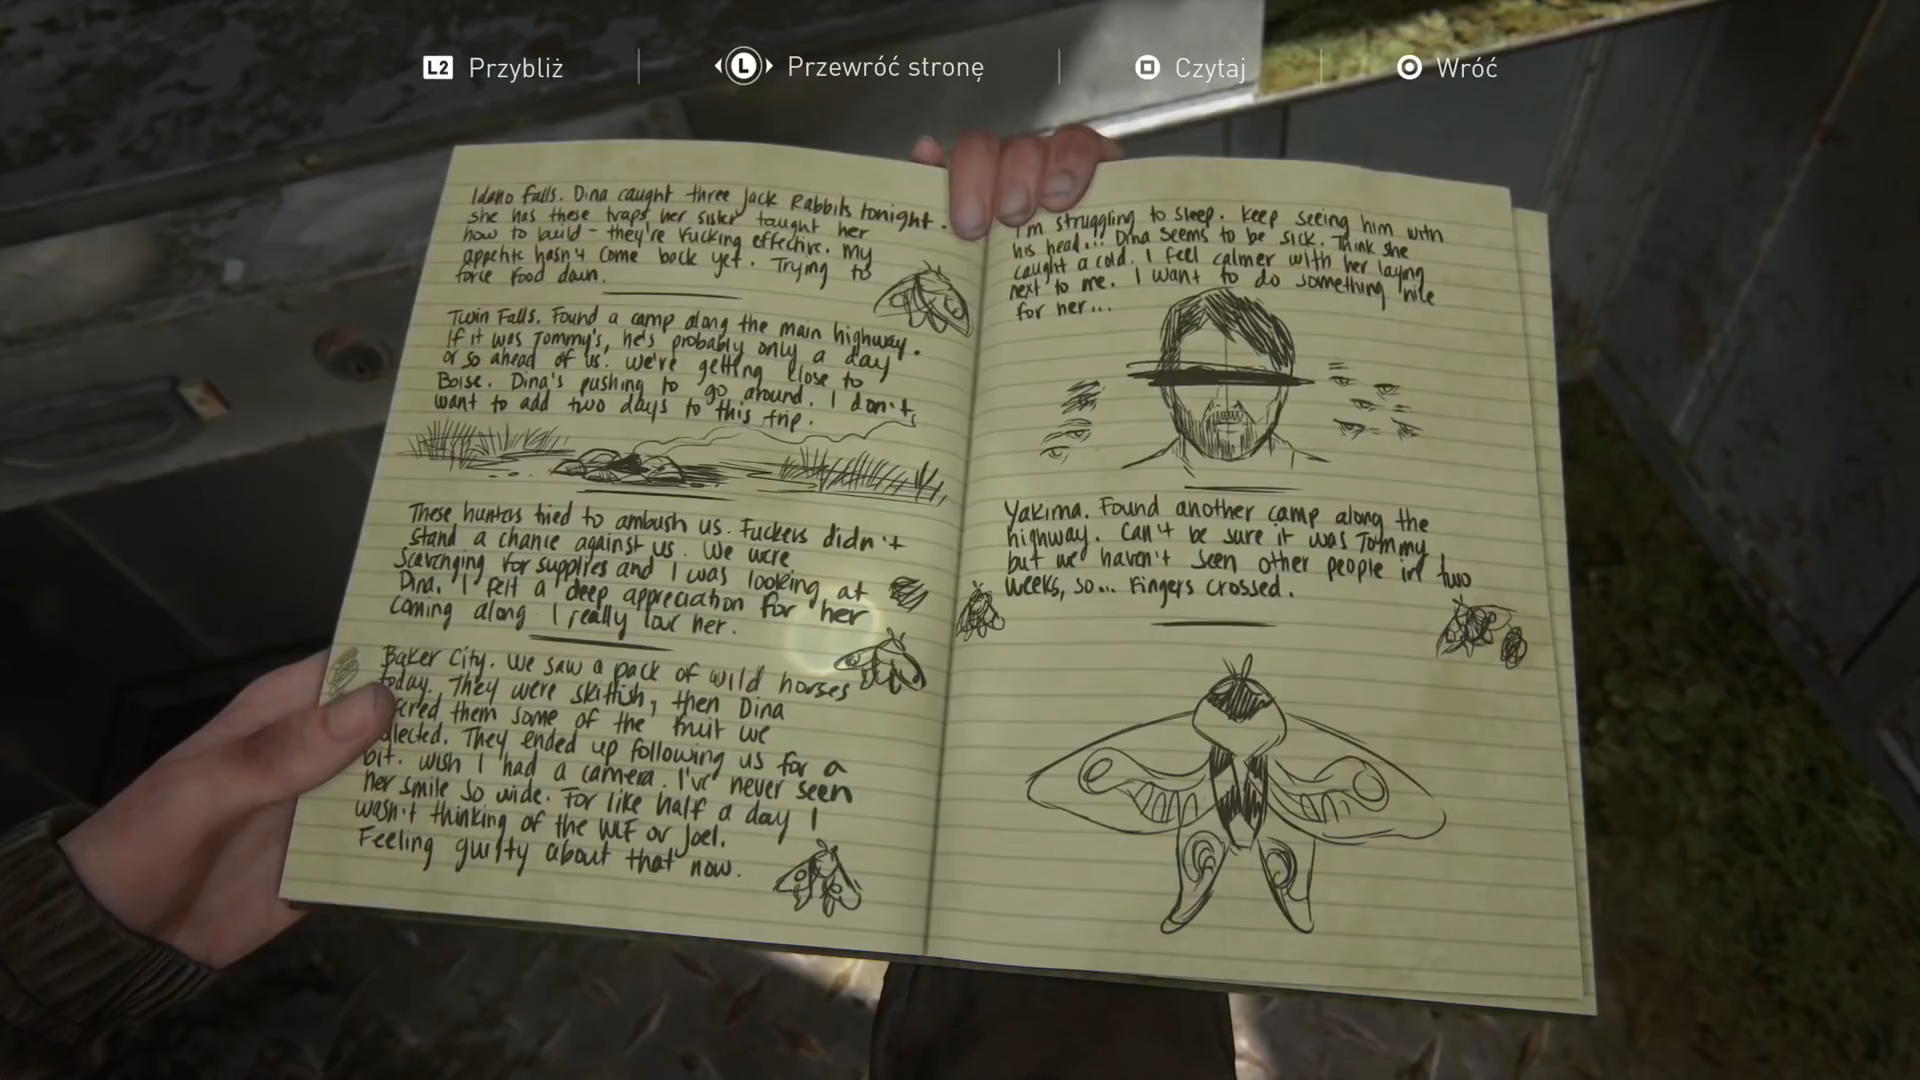 L2 Przybliż
L Przewróć stronę
Czytaj
Wróć
Idaho Falls. Dina caught three Jack Rabbits tonight.
she has these traps her sister taught her
how to build - they're fucking effective. My
appetite hasn't come back yet. Trying to
force food down.
Twin Falls. Found a camp along the main highway.
If it was Tommy's, he's probably only a day
or so ahead of us. We're getting close to
Boise. Dina's pushing to go around. I don't
want to add two days to this trip.
These hunters tried to ambush us. Fuckers didn't
stand a chance against us. We were
scavenging for supplies and I was looking at
Dina. I felt a deep appreciation for her
coming along. I really love her.
Baker City. We saw a pack of wild horses
today. They were skittish, then Dina
fered them some of the fruit we
llected. They ended up following us for a
bit. Wish I had a camera. I've never seen
her smile so wide. For like half a day I
wasn't thinking of the WLF or Joel.
Feeling guilty about that now.
I'm struggling to sleep. Keep seeing him with
his head... Dina seems to be sick. Think she
caught a cold. I feel calmer with her laying
next to me. I want to do something nice
for her...
Yakima. Found another camp along the
highway. Can't be sure it was Tommy
but we haven't seen other people in two
weeks, so... Fingers crossed.